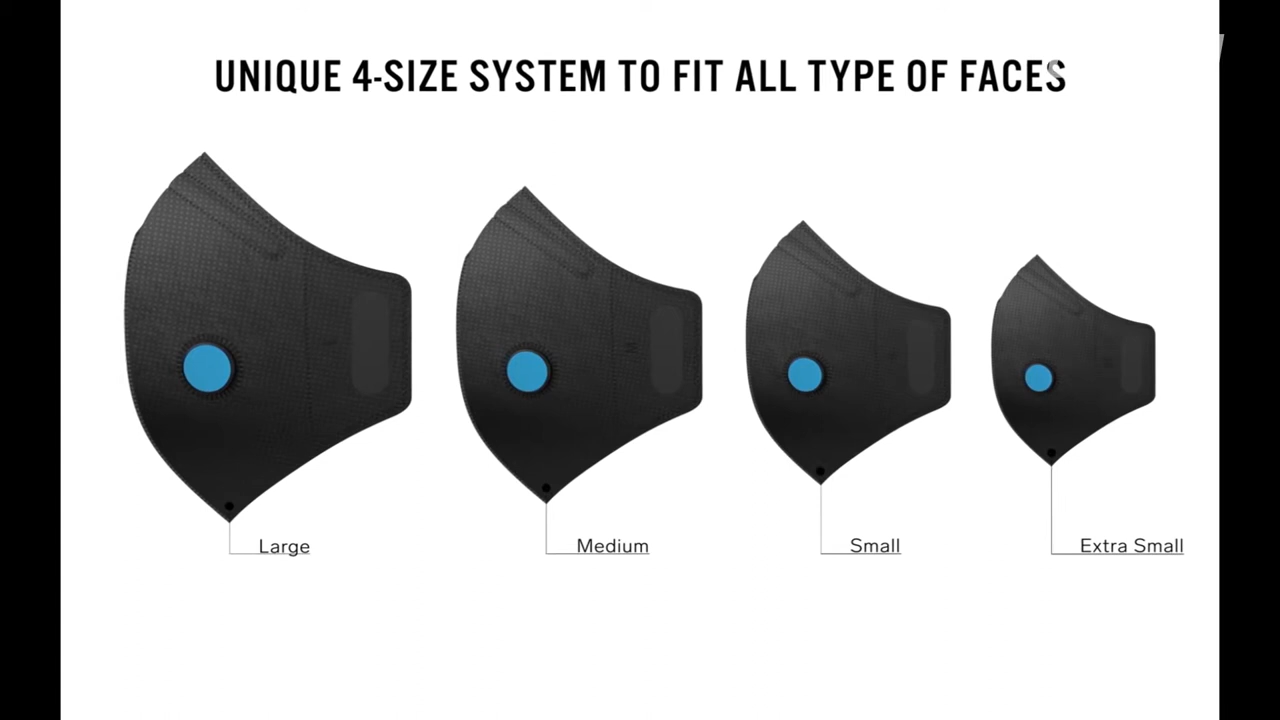 UNIQUE 4-SIZE SYSTEM TO FIT ALL TYPE OF FACES
Large
Medium
Small
Extra Small